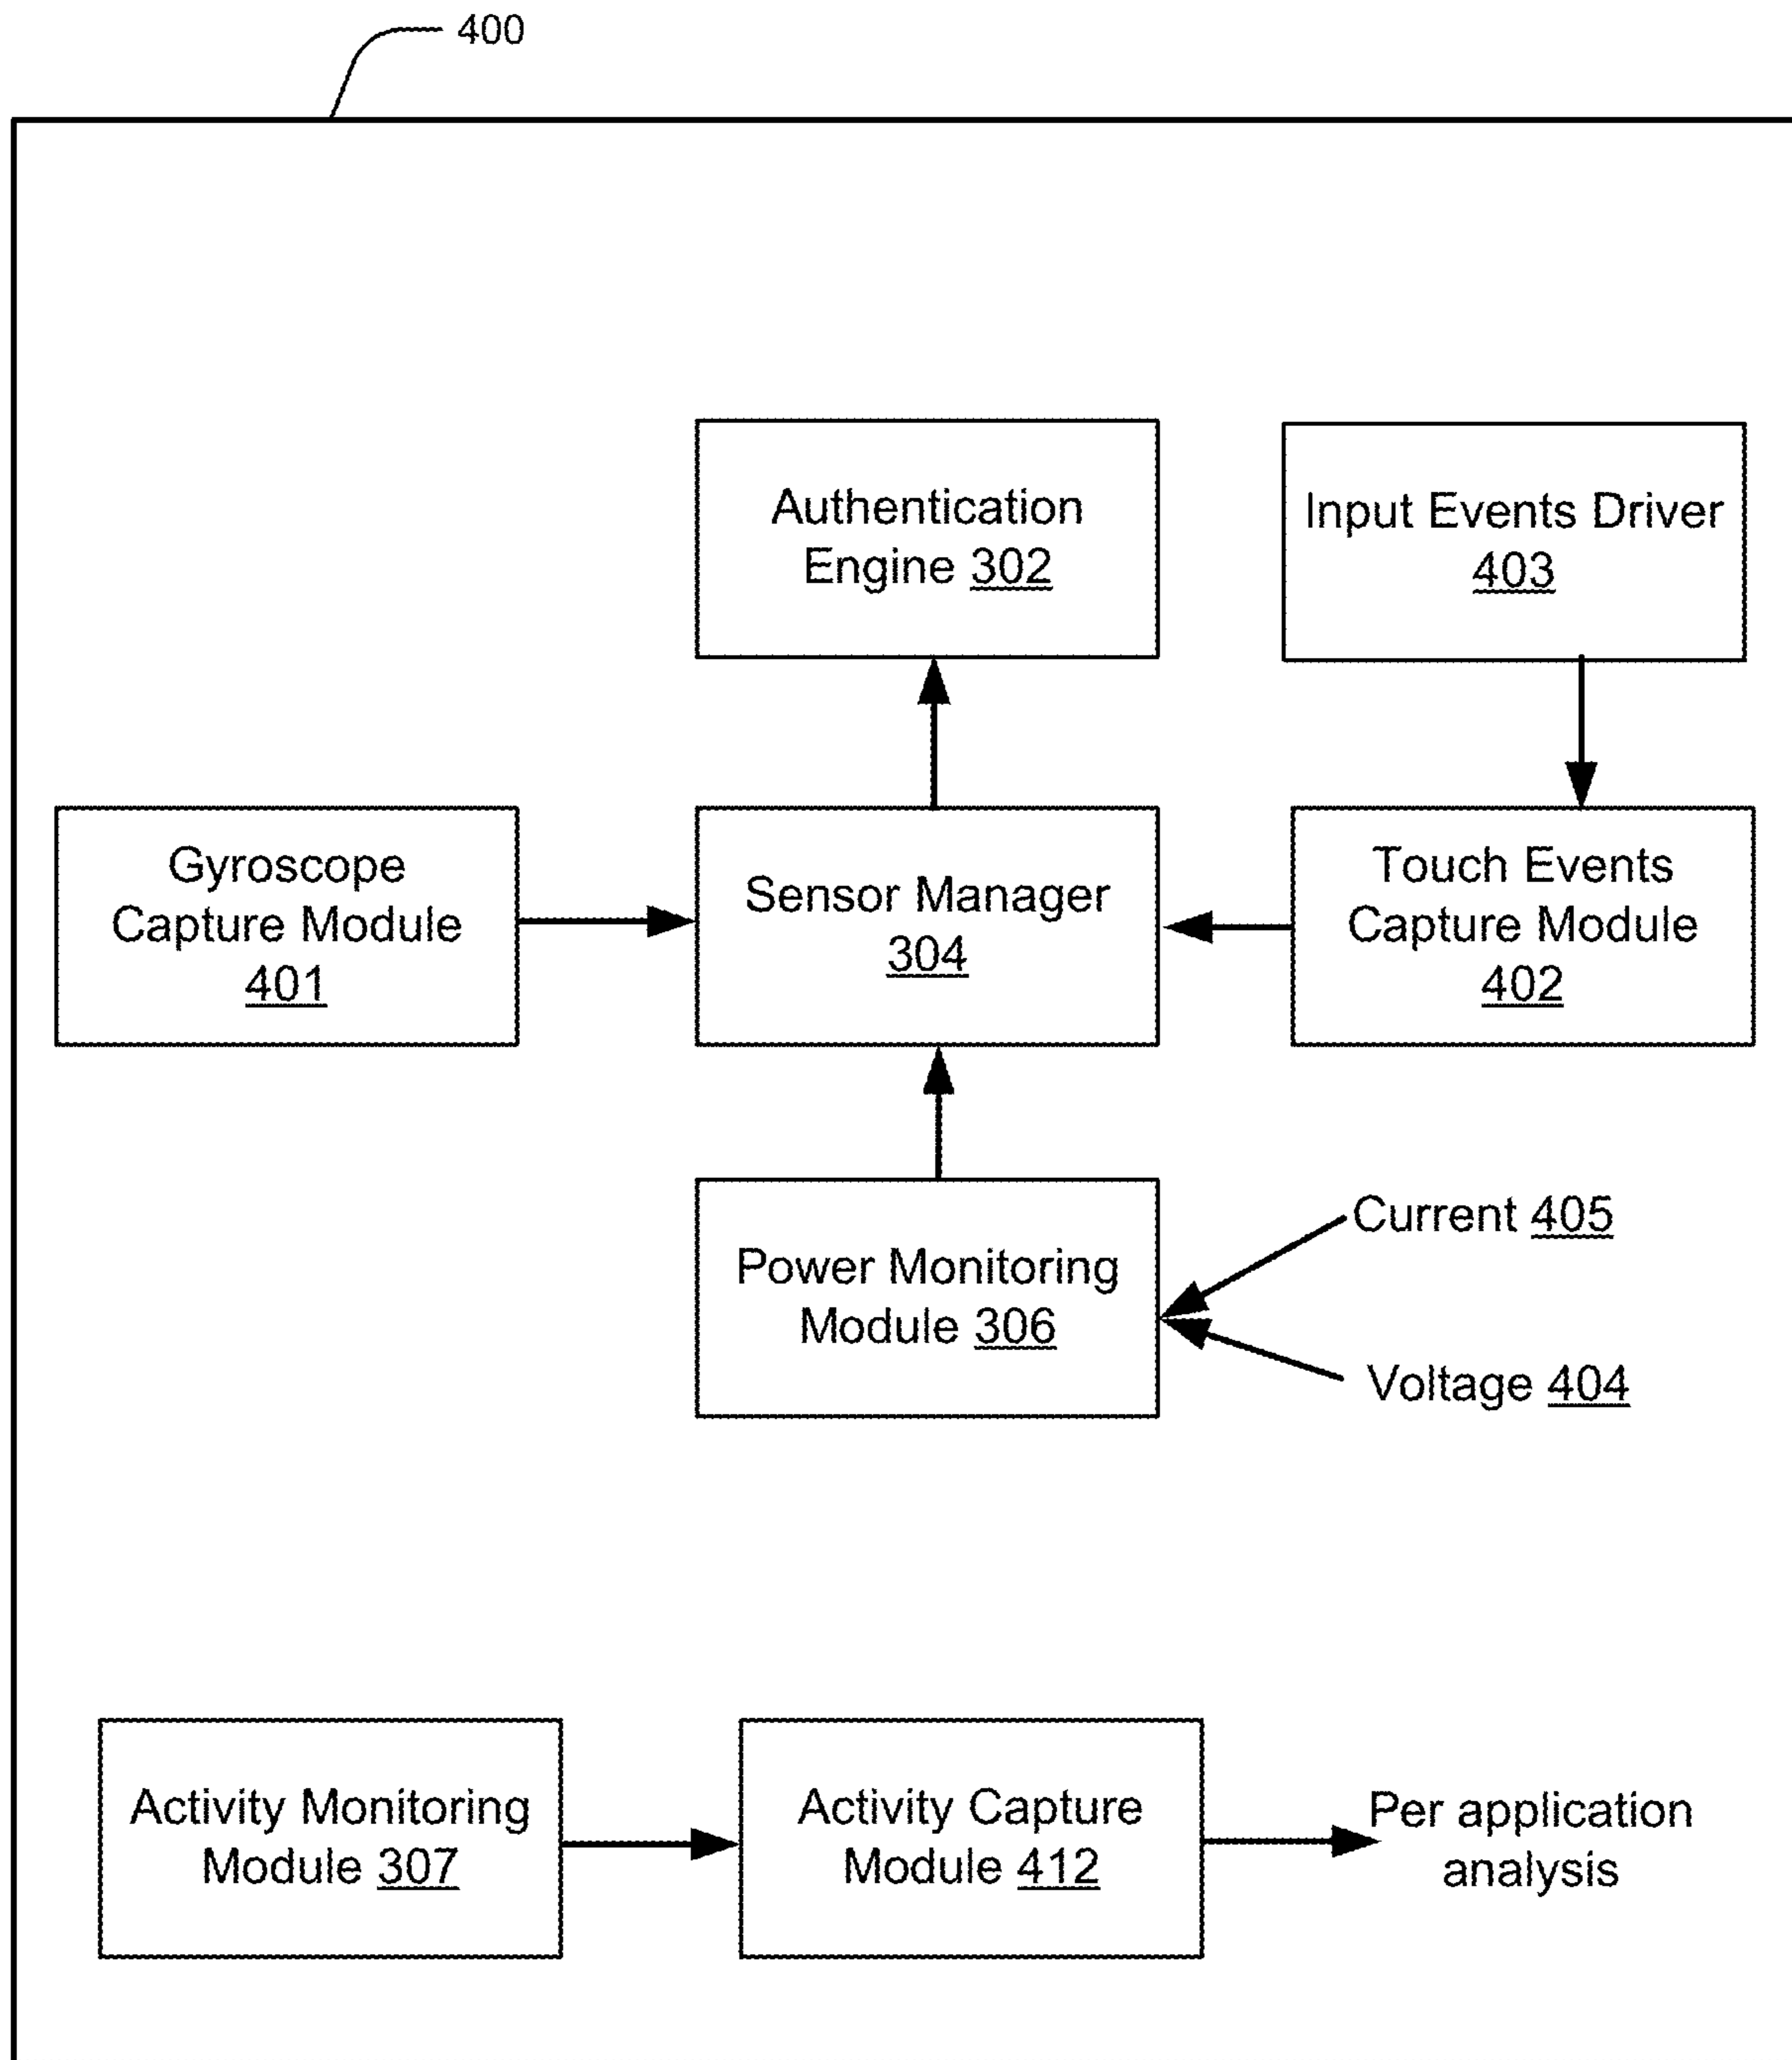 400
Authentication
Engine 302
Input Events Driver
403
Gyroscope
Capture Module
401
Sensor Manager
304
Touch Events
Capture Module
402
Power Monitoring
Module 306
Current 405
Voltage 404
Activity Monitoring
Module 307
Activity Capture
Module 412
Per application
analysis